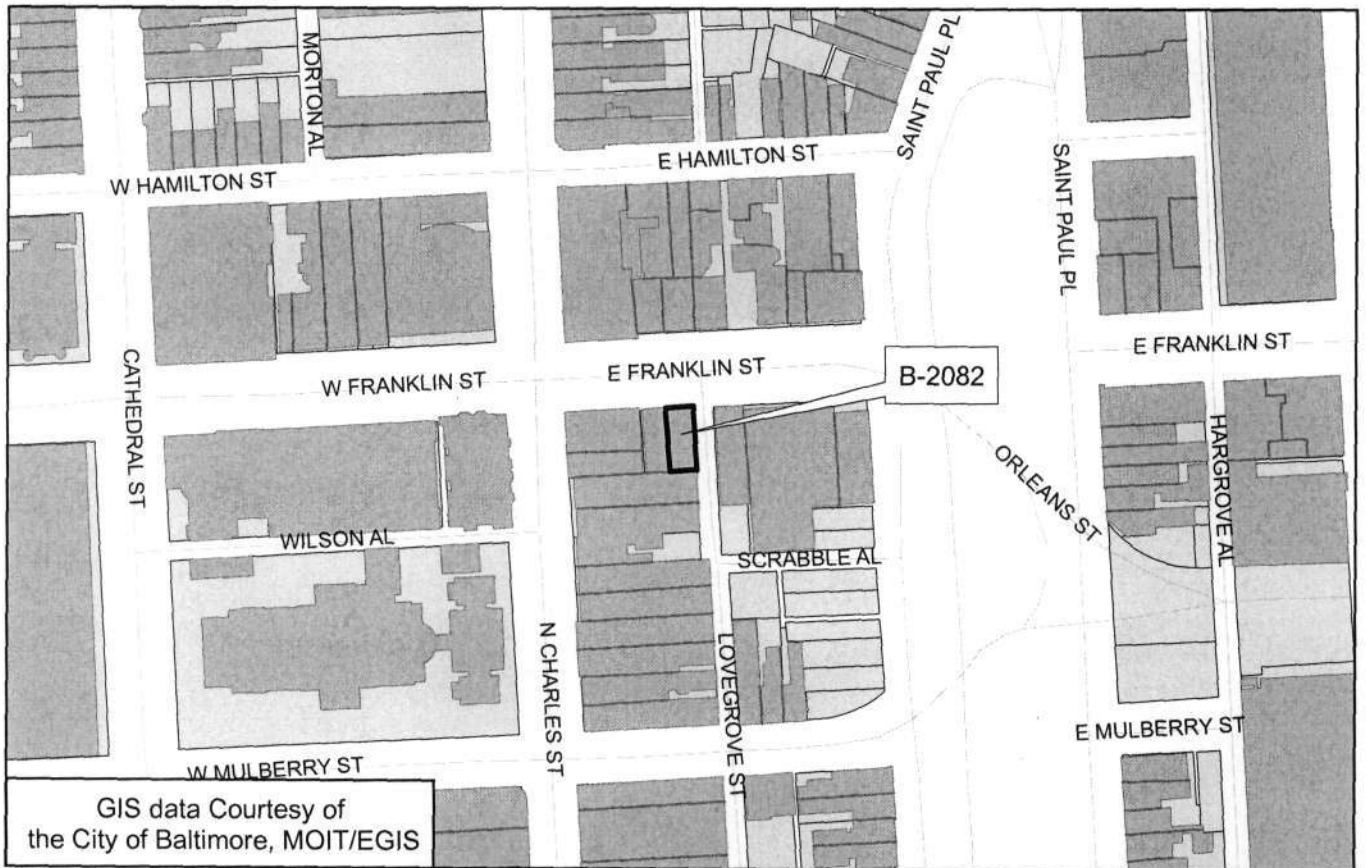 MORTON AL
SAINT PAUL PL
W HAMILTON ST
E HAMILTON ST
SAINT PAUL PL
CATHEDRAL ST
W FRANKLIN ST
E FRANKLIN ST
B-2082
E FRANKLIN ST
HARGROVE AL
ORLEANS ST
WILSON AL
SCRABBLE AL
N CHARLES ST
LOVEGROVE ST
E MULBERRY ST
W MULBERRY ST
GIS data Courtesy of
the City of Baltimore, MOIT/EGIS